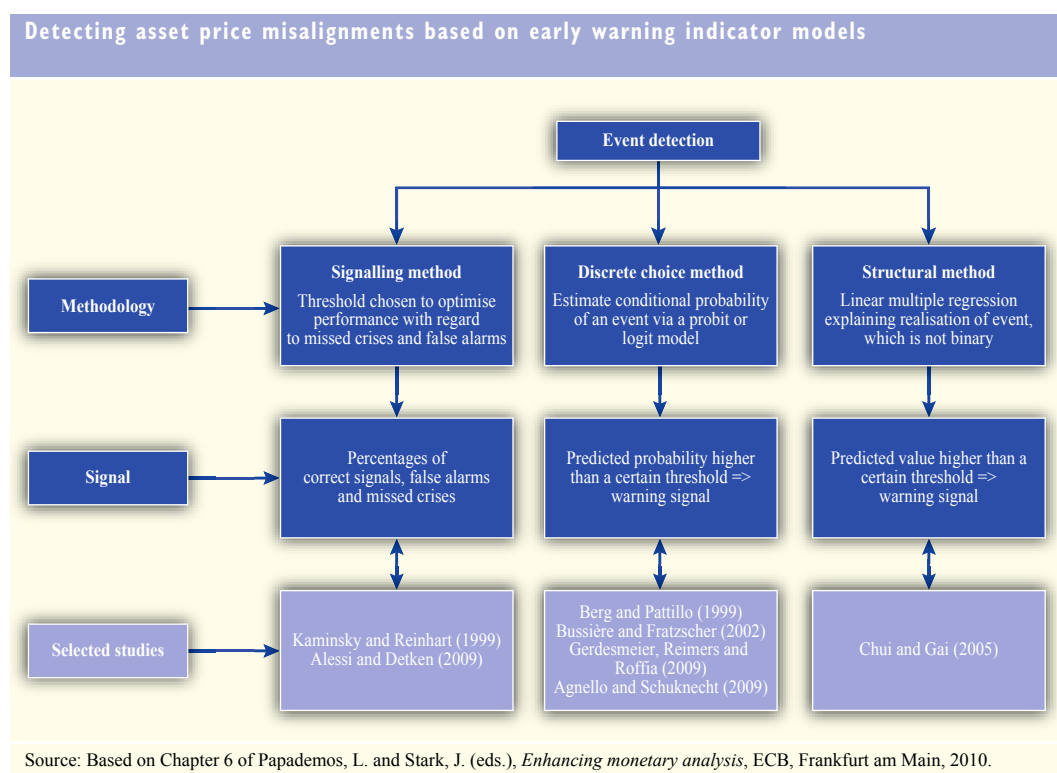 Detecting asset price misalignments based on early warning indicator models
Event detection
Methodology
Signalling method
Threshold chosen to optimise
performance with regard
to missed crises and false alarms
Discrete choice method
Estimate conditional probability
of an event via a probit or
logit model
Structural method
Linear multiple regression
explaining realisation of event,
which is not binary
Signal
Percentages of
correct signals, false alarms
and missed crises
Predicted probability higher
than a certain threshold =>
warning signal
Predicted value higher than a
certain threshold =>
warning signal
Selected studies
Kaminsky and Reinhart (1999)
Alessi and Detken (2009)
Berg and Pattillo (1999)
Bussière and Fratzscher (2002)
Gerdesmeier, Reimers and
Roffia (2009)
Agnello and Schuknecht (2009)
Chui and Gai (2005)
Source: Based on Chapter 6 of Papademos, L. and Stark, J. (eds.), Enhancing monetary analysis, ECB, Frankfurt am Main, 2010.